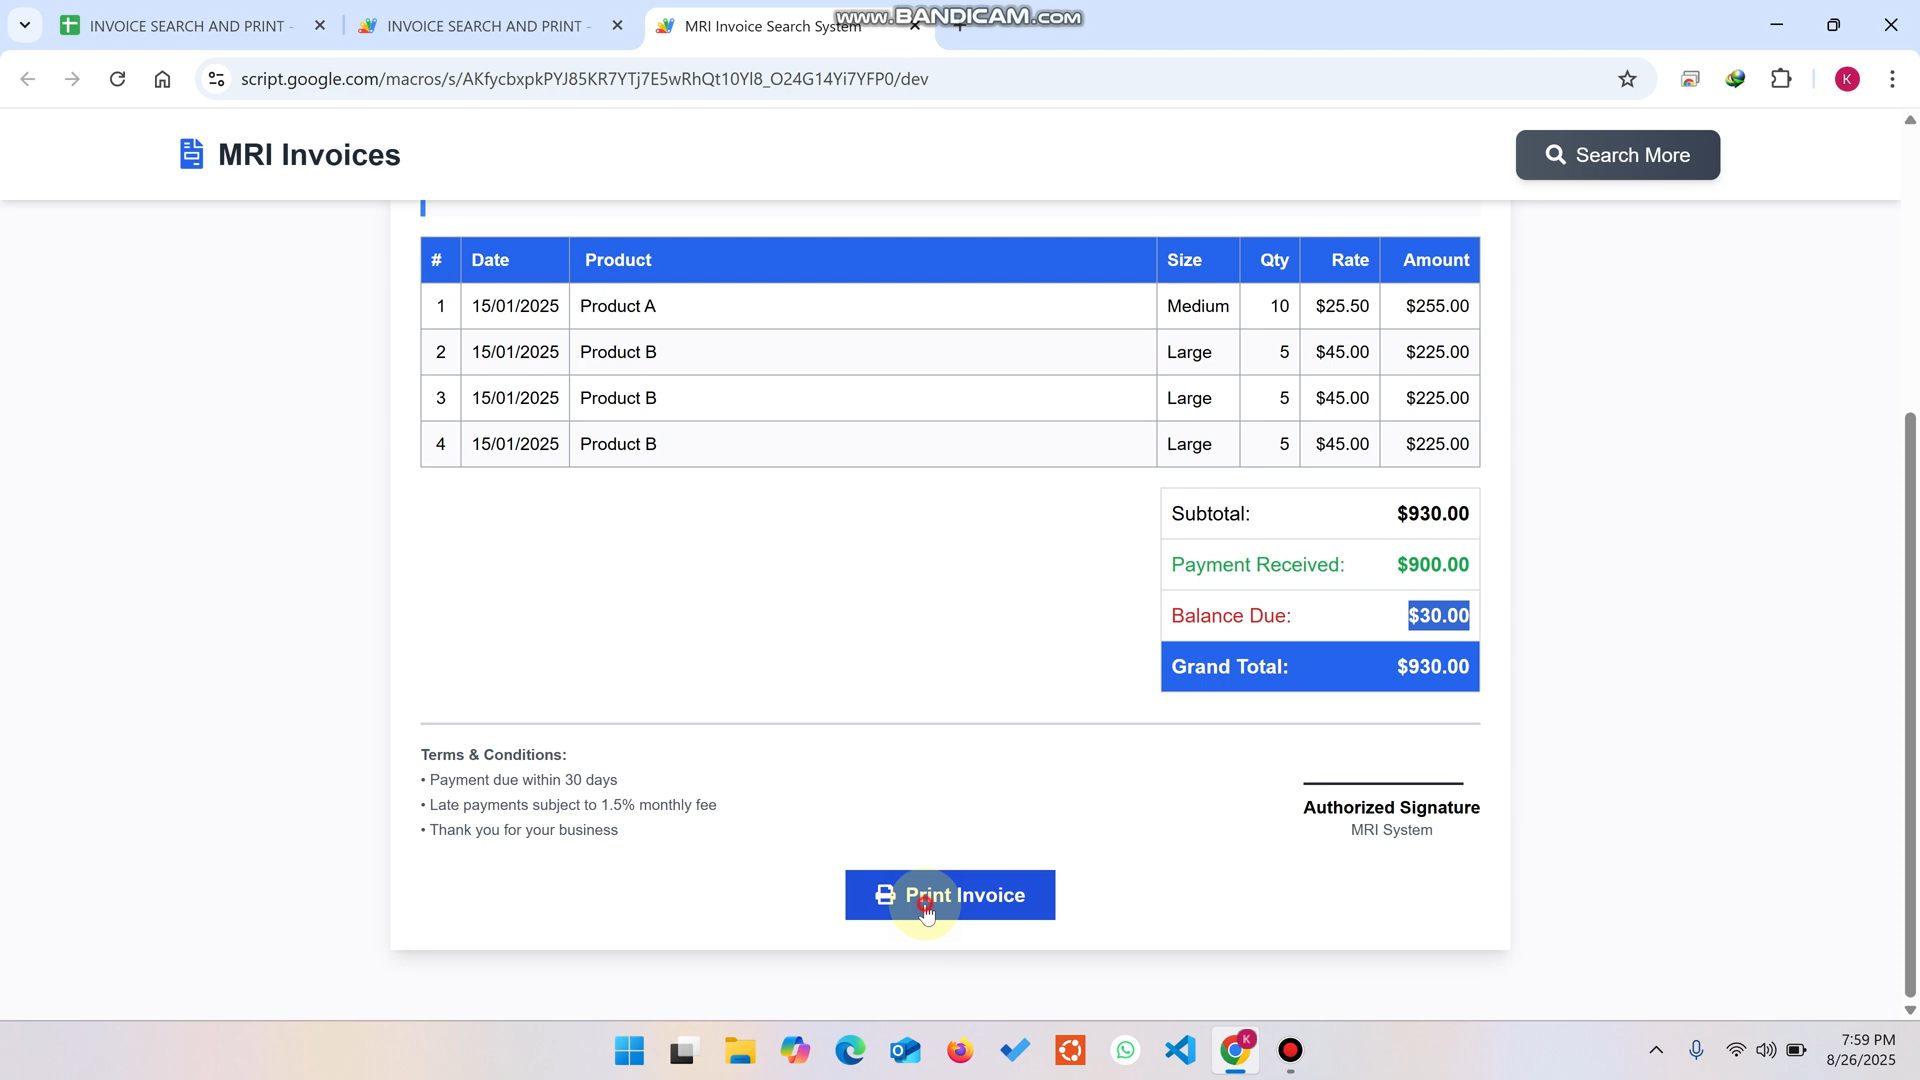 INVOICE SEARCH AND PRINT -
INVOICE SEARCH AND PRINT -
MRI Invoice Search System
www.BANDICAM.com
script.google.com/macros/s/AKfycbxpkPYJ85KR7YTj7E5wRhQt10Yl8_O24G14Yi7YFP0/dev
K
MRI Invoices
Search More
# Date Product Size Qty Rate Amount
1 15/01/2025 Product A Medium 10 $25.50 $255.00
2 15/01/2025 Product B Large 5 $45.00 $225.00
3 15/01/2025 Product B Large 5 $45.00 $225.00
4 15/01/2025 Product B Large 5 $45.00 $225.00
Subtotal: $930.00
Payment Received: $900.00
Balance Due: $30.00
Grand Total: $930.00
Terms & Conditions:
• Payment due within 30 days
• Late payments subject to 1.5% monthly fee
• Thank you for your business
Authorized Signature
MRI System
Print Invoice
K
7:59 PM
8/26/2025